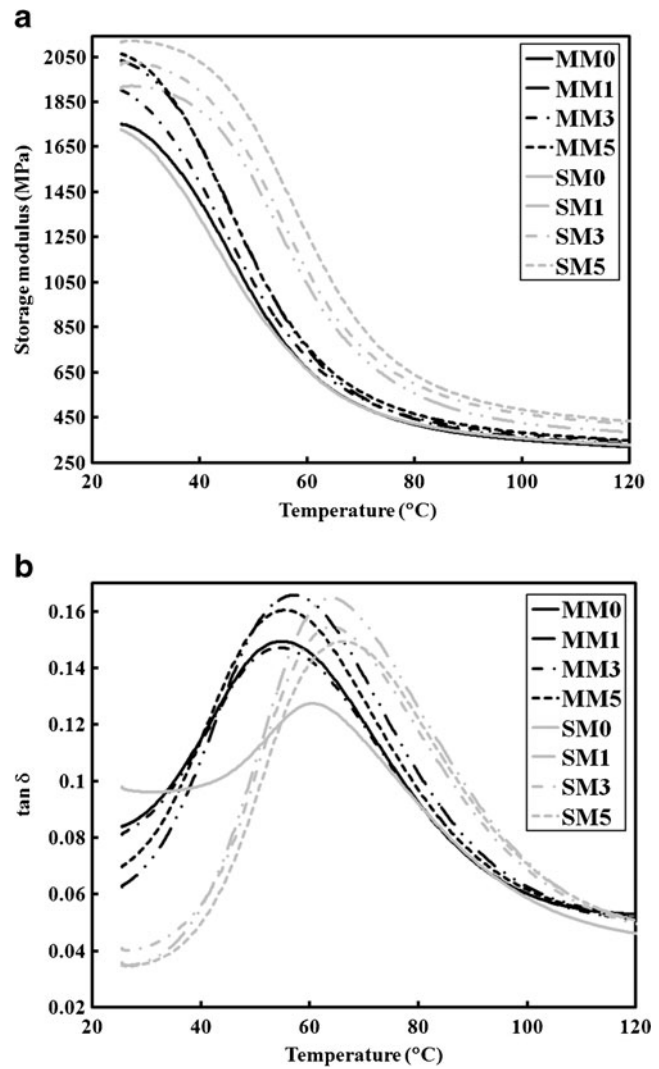 a
Storage modulus (MPa)
2050
1850
1650
1450
1250
1050
850
650
450
250
20
40
60
80
100
120
Temperature (°C)
MM0
MM1
MM3
MM5
SM0
SM1
SM3
SM5
b
tan δ
0.16
0.14
0.12
0.1
0.08
0.06
0.04
0.02
20
40
60
80
100
120
Temperature (°C)
MM0
MM1
MM3
MM5
SM0
SM1
SM3
SM5